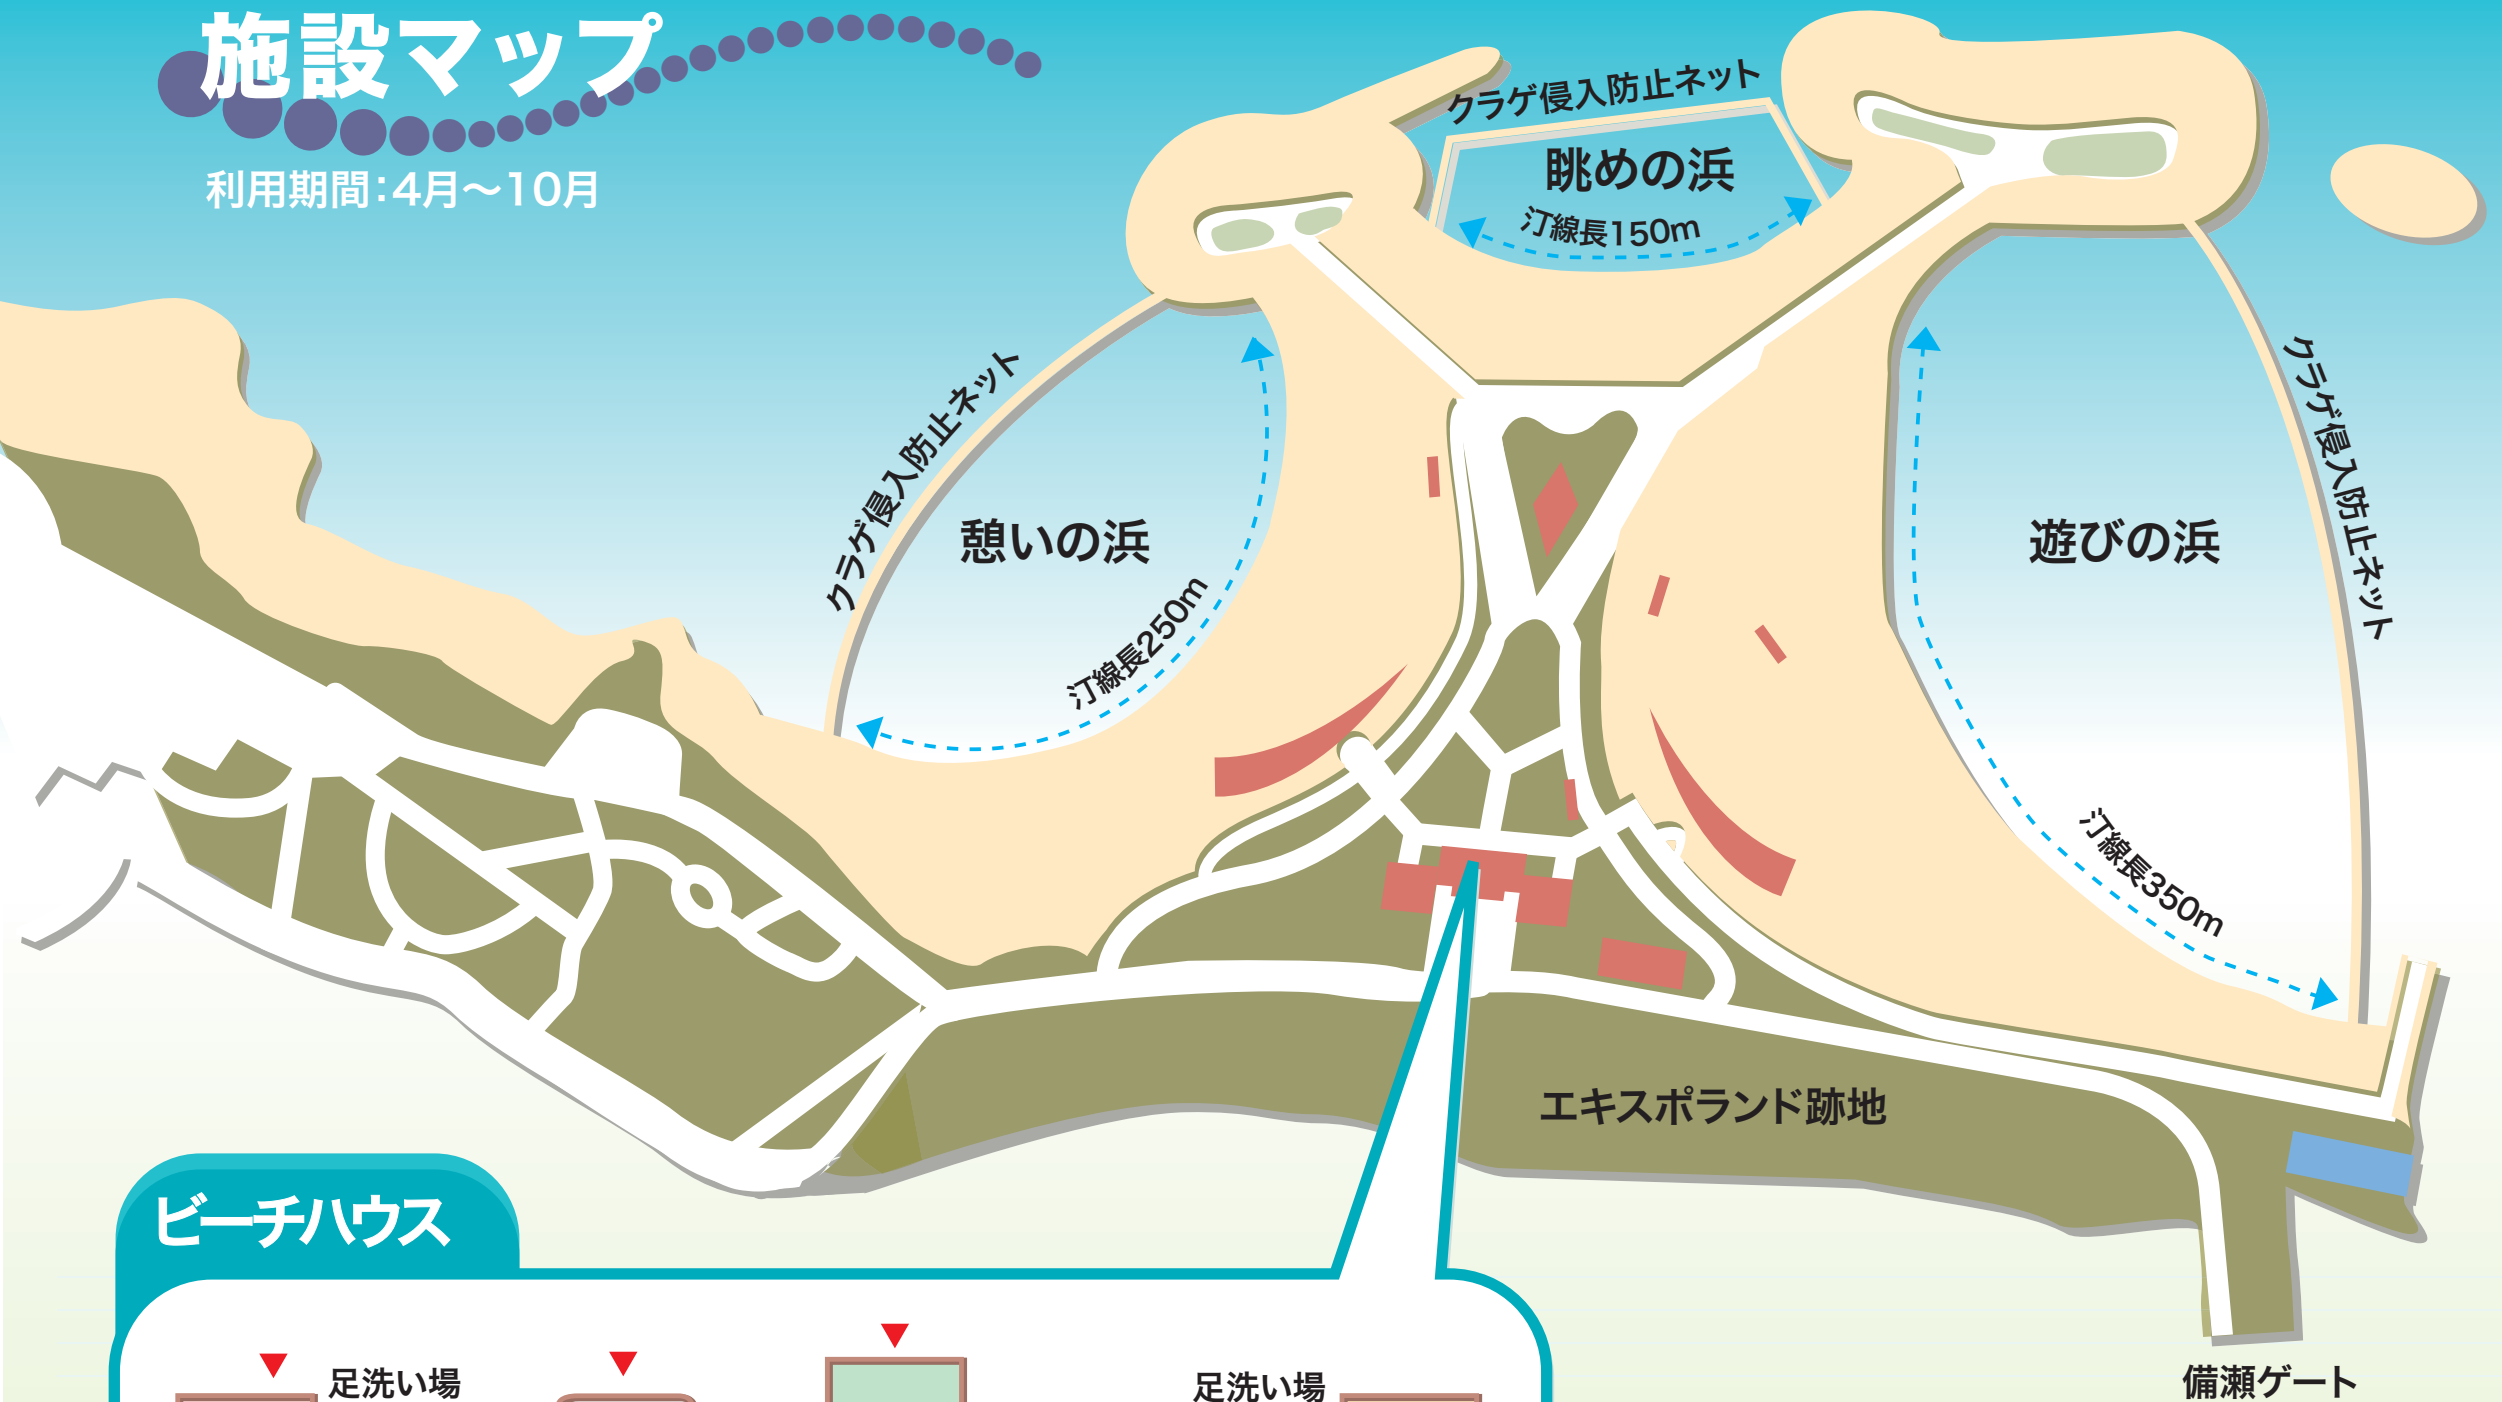 施設マップ
利用期間：4月～10月
クラゲ侵入防止ネット
眺めの浜
汀線長150m
クラゲ侵入防止ネット
憩いの浜
汀線長250m
クラゲ侵入防止ネット
遊びの浜
汀線長350m
エキスポランド跡地
ビーチハウス
足洗い場
足洗い場
備瀬ゲート